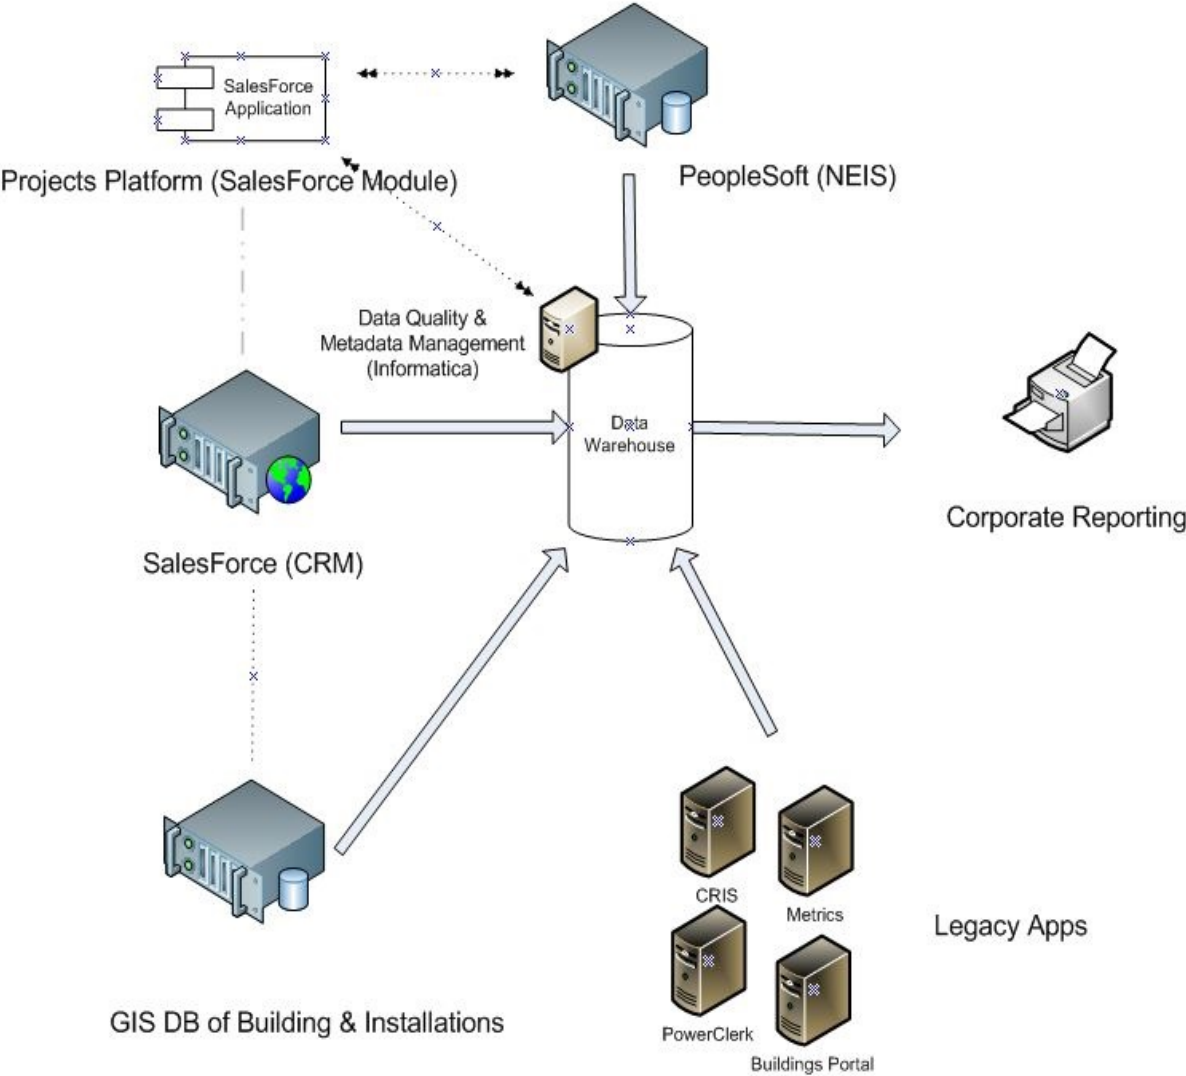 SalesForce
Application
Projects Platform (SalesForce Module)
PeopleSoft (NEIS)
Data Quality &
Metadata Management
(Informatica)
Data
Warehouse
Corporate Reporting
SalesForce (CRM)
CRIS
Metrics
Legacy Apps
PowerClerk
Buildings Portal
GIS DB of Building & Installations